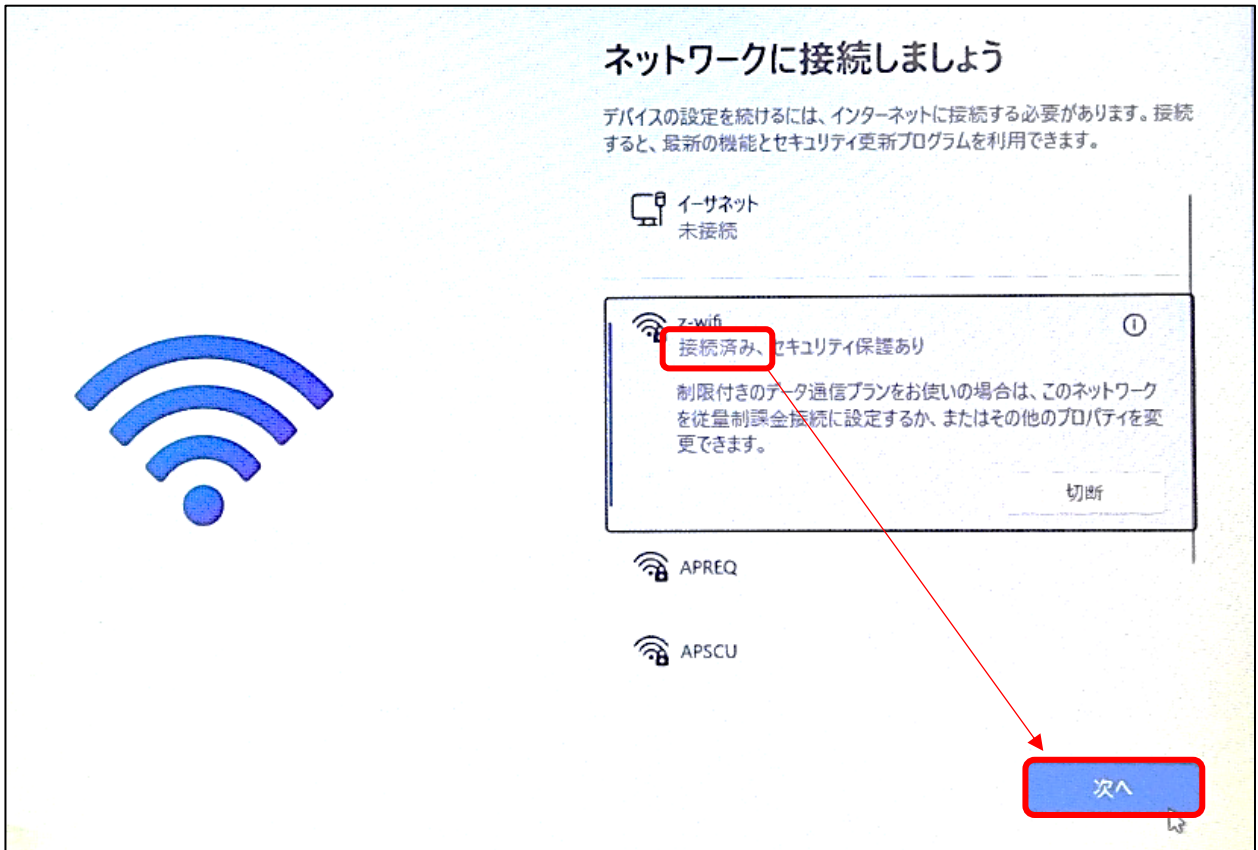 ネットワークに接続しましょう
デバイスの設定を続けるには、インターネットに接続する必要があります。接続
すると、最新の機能とセキュリティ更新プログラムを利用できます。
イーサネット
未接続
z-wifi
接続済み、セキュリティ保護あり
制限付きのデータ通信プランをお使いの場合は、このネットワーク
を従量制課金接続に設定するか、またはその他のプロパティを変
更できます。
切断
APREQ
APSCU
次へ